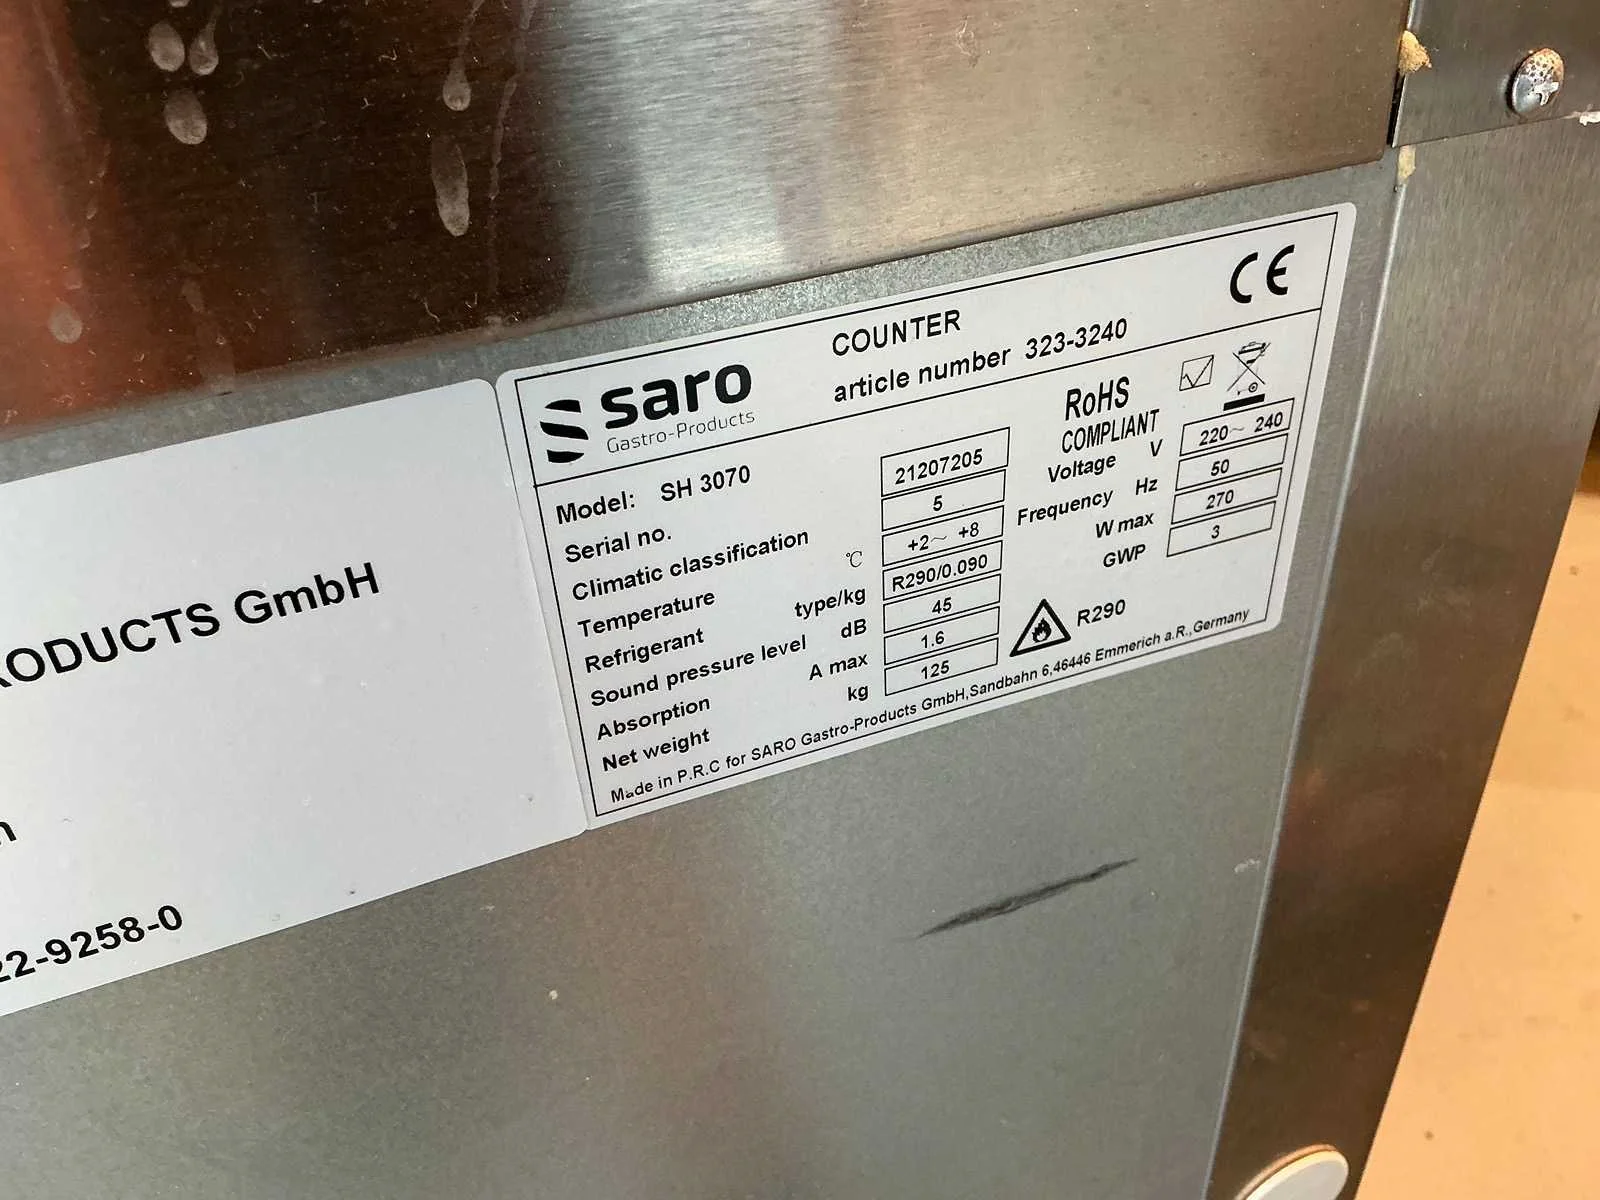 saro
Gastro-Products
COUNTER
article number 323-3240
CE
Model: SH 3070
Serial no. 21207205
Climatic classification 5
Temperature °C +2~ +8
Refrigerant type/kg R290/0.090
Sound pressure level dB 45
Absorption A max 1.6
Net weight kg 125
RoHS
COMPLIANT
Voltage V 220~ 240
Frequency Hz 50
W max 270
GWP 3
R290
Made in P.R.C for SARO Gastro-Products GmbH,Sandbahn 6,46446 Emmerich a.R.,Germany
RODUCTS GmbH
22-9258-0